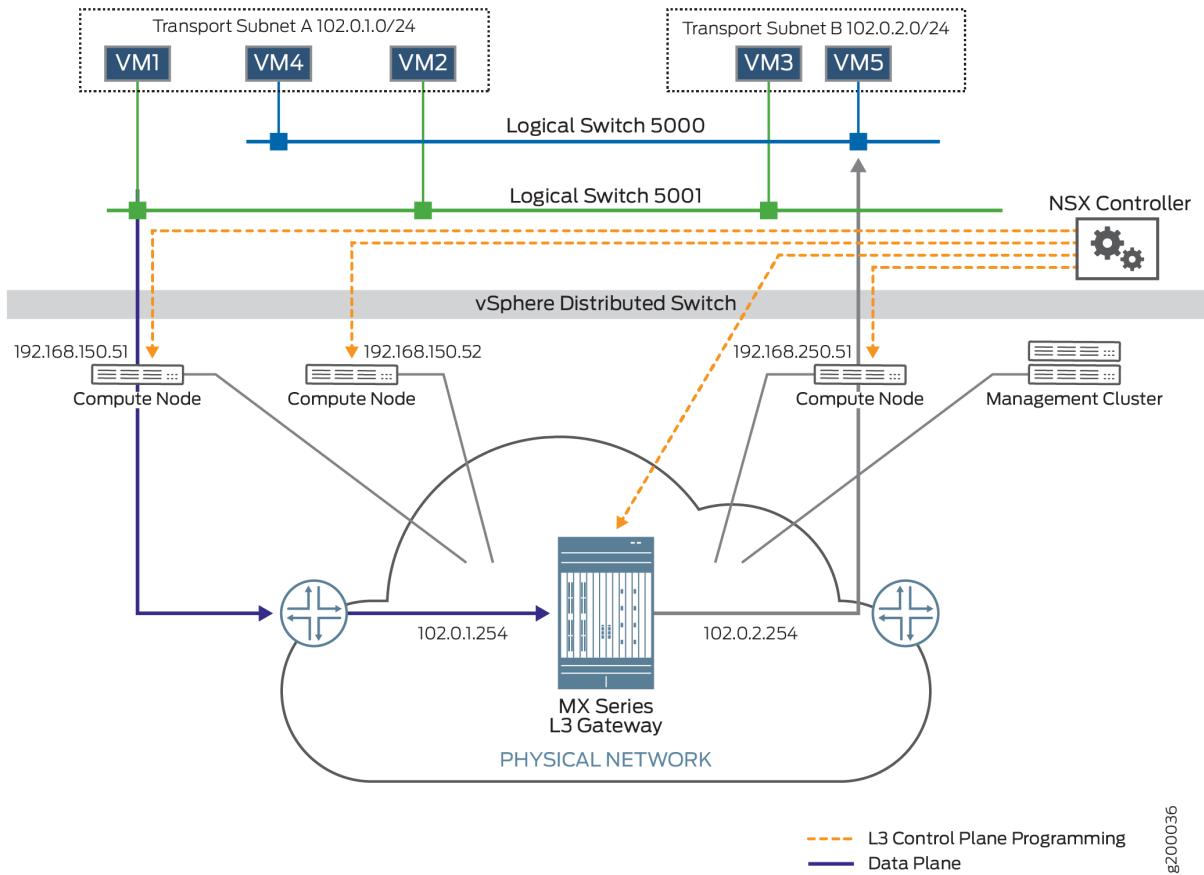 Transport Subnet A 102.0.1.0/24
Transport Subnet B 102.0.2.0/24
VM1
VM4
VM2
VM3
VM5
Logical Switch 5000
Logical Switch 5001
NSX Controller
vSphere Distributed Switch
192.168.150.51
192.168.150.52
192.168.250.51
Compute Node
Compute Node
Compute Node
Management Cluster
102.0.1.254
102.0.2.254
MX Series
L3 Gateway
PHYSICAL NETWORK
L3 Control Plane Programming
Data Plane
g200036